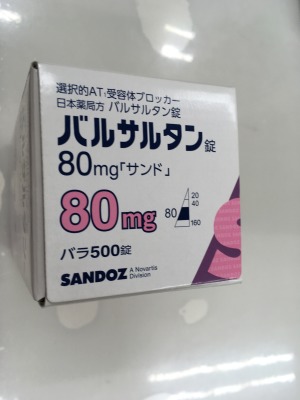 選択的AT₁受容体ブロッカー
日本薬局方 バルサルタン錠
バルサルタン錠
80mg「サンド」
80mg
20
40
80
160
バラ500錠
SANDOZ A Novartis
Division